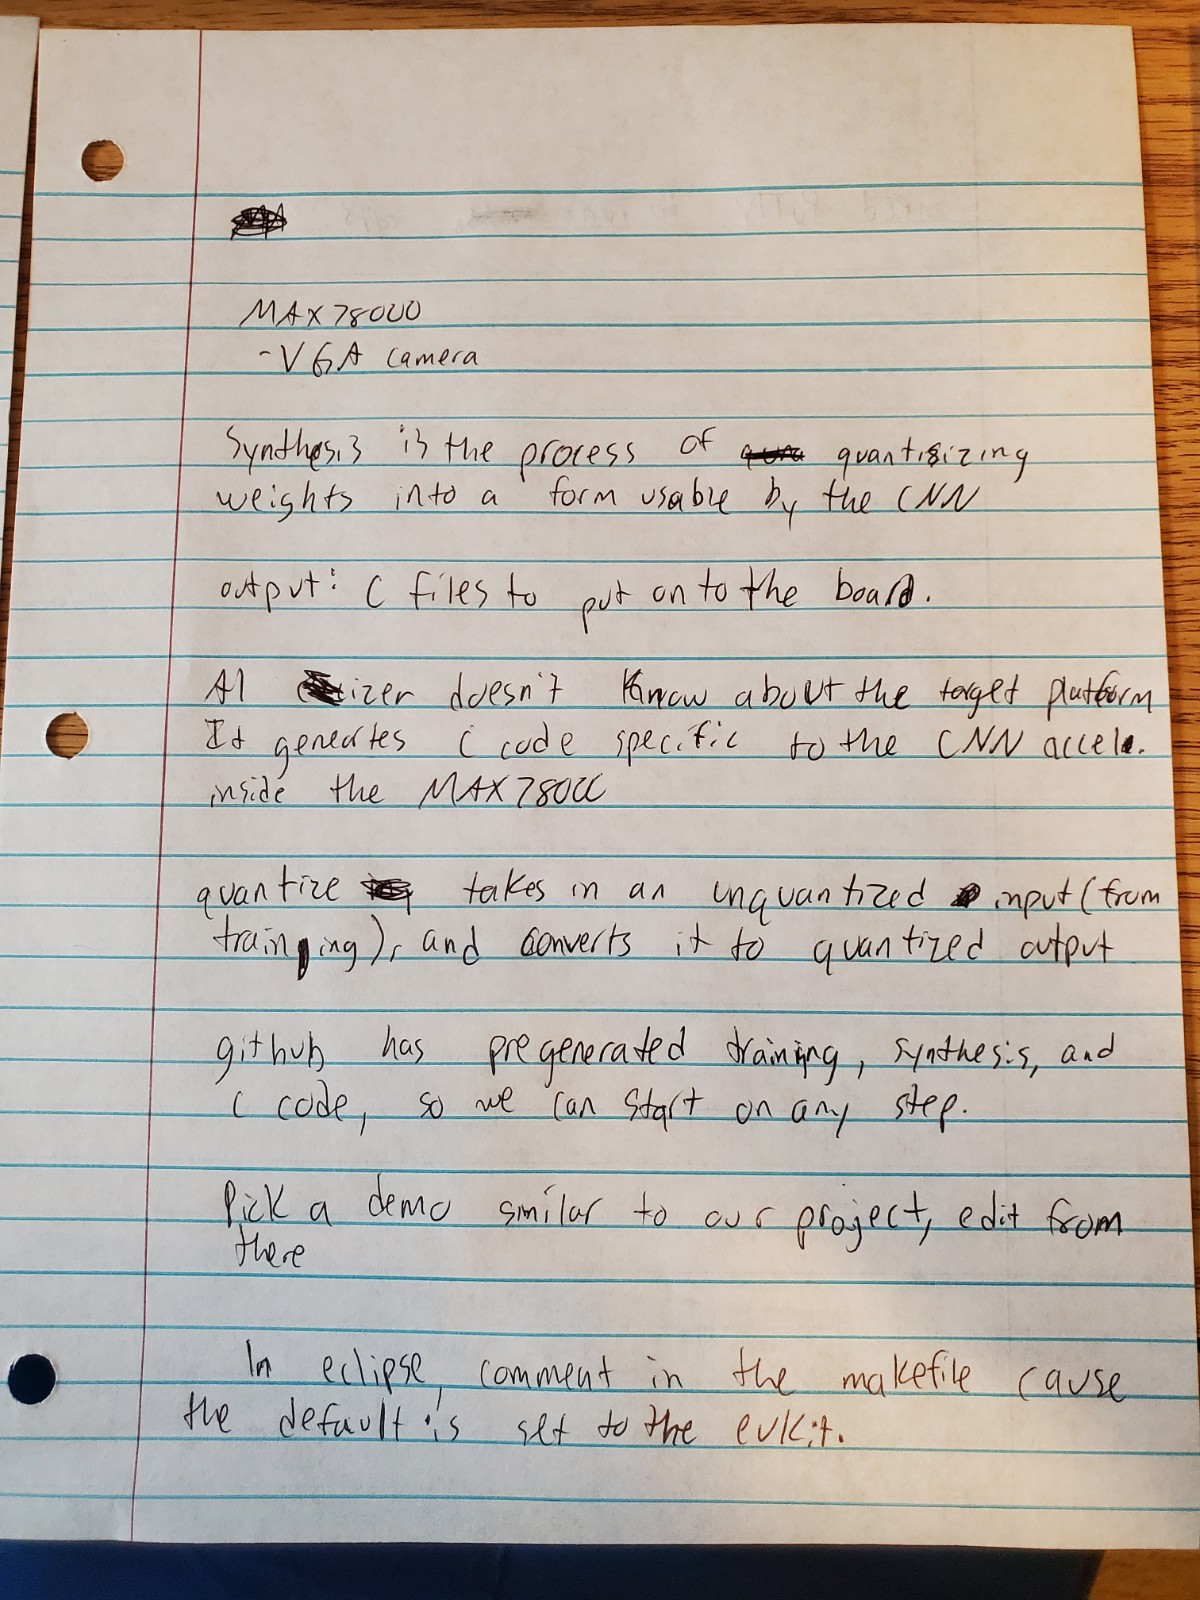 MAX78000
- VGA camera
Synthesis is the process of quantisizing
weights into a form usable by the CNN
output: C files to put on to the board.
AI izer doesn't know about the target platform
It genertes C code specific to the CNN accele.
inside the MAX78000
quantize takes in an unquantized input (from
training), and converts it to quantized output
github has pregenerated training, synthesis, and
C code, so we can start on any step.
Pick a demo similar to our project, edit from
there
In eclipse, comment in the makefile cause
the default is set to the evkit.